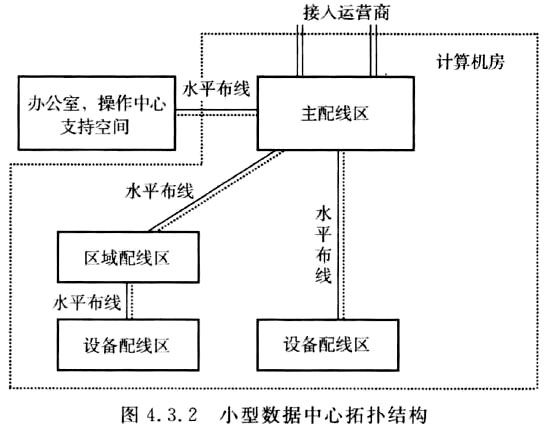 接入运营商
计算机房
水平布线
办公室，操作中心
支持空间
主配线区
水平布线
水平布线
区域配线区
水平布线
设备配线区
设备配线区
图 4.3.2 小型数据中心拓扑结构